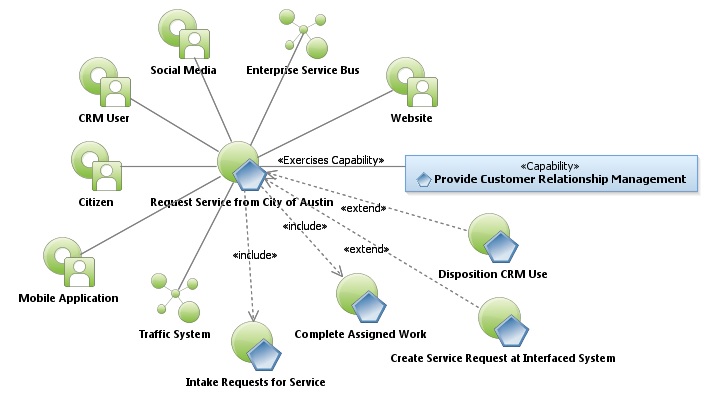 Social Media
Enterprise Service Bus
CRM User
Website
«Exercises Capability»
«Capability»
Provide Customer Relationship Management
Citizen
Request Service from City of Austin
«extend»
«include»
«extend»
«include»
Disposition CRM Use
Mobile Application
Traffic System
Complete Assigned Work
Create Service Request at Interfaced System
Intake Requests for Service